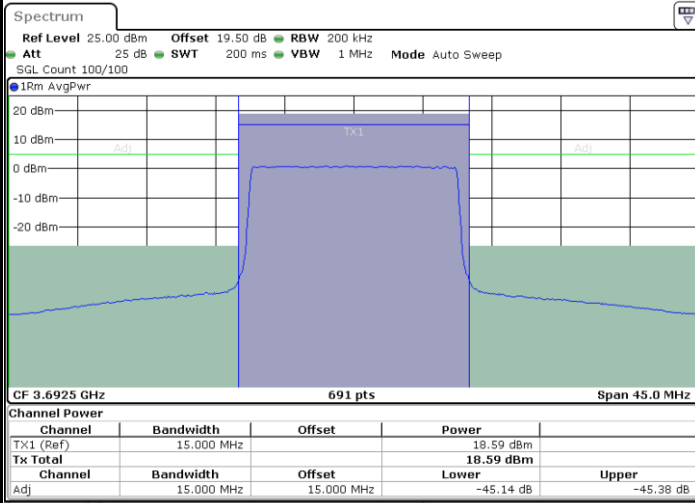 Spectrum
Ref Level 25.00 dBm Offset 19.50 dB RBW 200 kHz
Att 25 dB SWT 200 ms VBW 1 MHz Mode Auto Sweep
SGL Count 100/100
1Rm AvgPwr
20 dBm
TX1
10 dBm
Adj Adj
0 dBm
-10 dBm
-20 dBm
CF 3.6925 GHz 691 pts Span 45.0 MHz
Channel Power
Channel Bandwidth Offset Power
TX1 (Ref) 15.000 MHz 18.59 dBm
Tx Total 18.59 dBm
Channel Bandwidth Offset Lower Upper
Adj 15.000 MHz 15.000 MHz -45.14 dB -45.38 dB